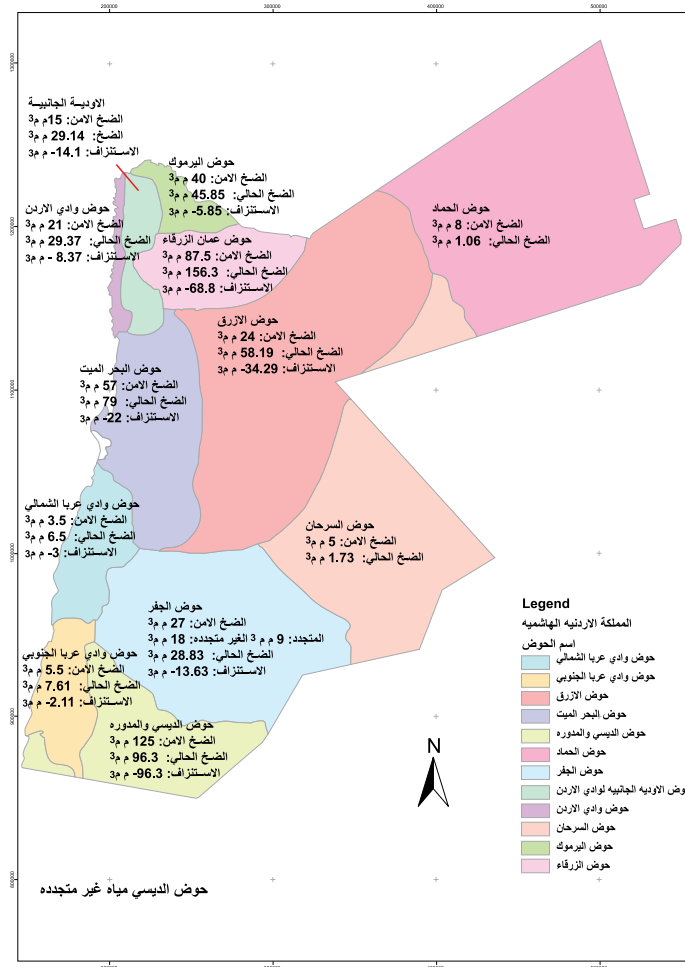 200000 300000 400000 500000
1300000
1200000
1100000
1000000
900000
800000
الاوديــة الجانبيــة
الضخ الامن: 15م م3
الضخ: 29.14 م م3
الاستنزاف: -14.1 م م3
حوض اليرموك
الضخ الامن: 40 م م3
الضخ الحالي: 45.85 م م3
الاستنزاف: -5.85 م م3
حوض وادي الاردن
الضخ الامن: 21 م م3
الضخ الحالي: 29.37 م م3
الاستنزاف: - 8.37 م م3
حوض عمان الزرقاء
الضخ الامن: 87.5 م م3
الضخ الحالي: 156.3 م م3
الاستنزاف: -68.8 م م3
حوض الحماد
الضخ الامن: 8 م م3
الضخ الحالي: 1.06 م م3
حوض الازرق
الضخ الامن: 24 م م3
الضخ الحالي: 58.19 م م3
الاستنزاف: -34.29 م م3
حوض البحر الميت
الضخ الامن: 57 م م3
الضخ الحالي: 79 م م3
الاستنزاف: -22 م م3
حوض وادي عربا الشمالي
الضخ الامن: 3.5 م م3
الضخ الحالي: 6.5 م م3
الاستنزاف: -3 م م3
حوض السرحان
الضخ الامن: 5 م م3
الضخ الحالي: 1.73 م م3
حوض الجفر
الضخ الامن: 27 م م3
المتجدد: 9 م م3 الغير متجدده: 18 م م3
الضخ الحالي: 28.83 م م3
الاستنزاف: -13.63 م م3
حوض وادي عربا الجنوبي
الضخ الامن: 5.5 م م3
الضخ الحالي: 7.61 م م3
الاستنزاف: -2.11 م م3
حوض الديسي والمدوره
الضخ الامن: 125 م م3
الضخ الحالي: 96.3 م م3
الاستنزاف: -96.3 م م3
Legend
المملكة الاردنيه الهاشميه
اسم الحوض
حوض وادي عربا الشمالي
حوض وادي عربا الجنوبي
حوض الازرق
حوض البحر الميت
حوض الديسي والمدوره
حوض الحماد
حوض الجفر
وض الاوديه الجانبيه لوادي الاردن
حوض وادي الاردن
حوض السرحان
حوض اليرموك
حوض الزرقاء
N
حوض الديسي مياه غير متجدده